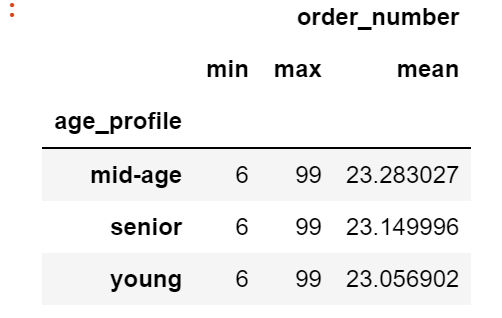 :
order_number
min max mean
age_profile
mid-age 6 99 23.283027
senior 6 99 23.149996
young 6 99 23.056902